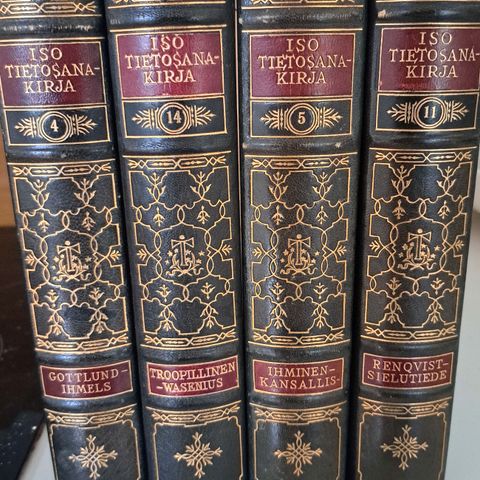 ISO
TIETOSANA-
KIRJA
4
GOTTLUND-
IHMELS
ISO
TIETOSANA-
KIRJA
14
TROOPILLINEN
-WASENIUS
ISO
TIETOSANA-
KIRJA
5
IHMINEN-
KANSALLIS-
ISO
TIETOSANA-
KIRJA
11
RENQVIST-
SIELUTIEDE